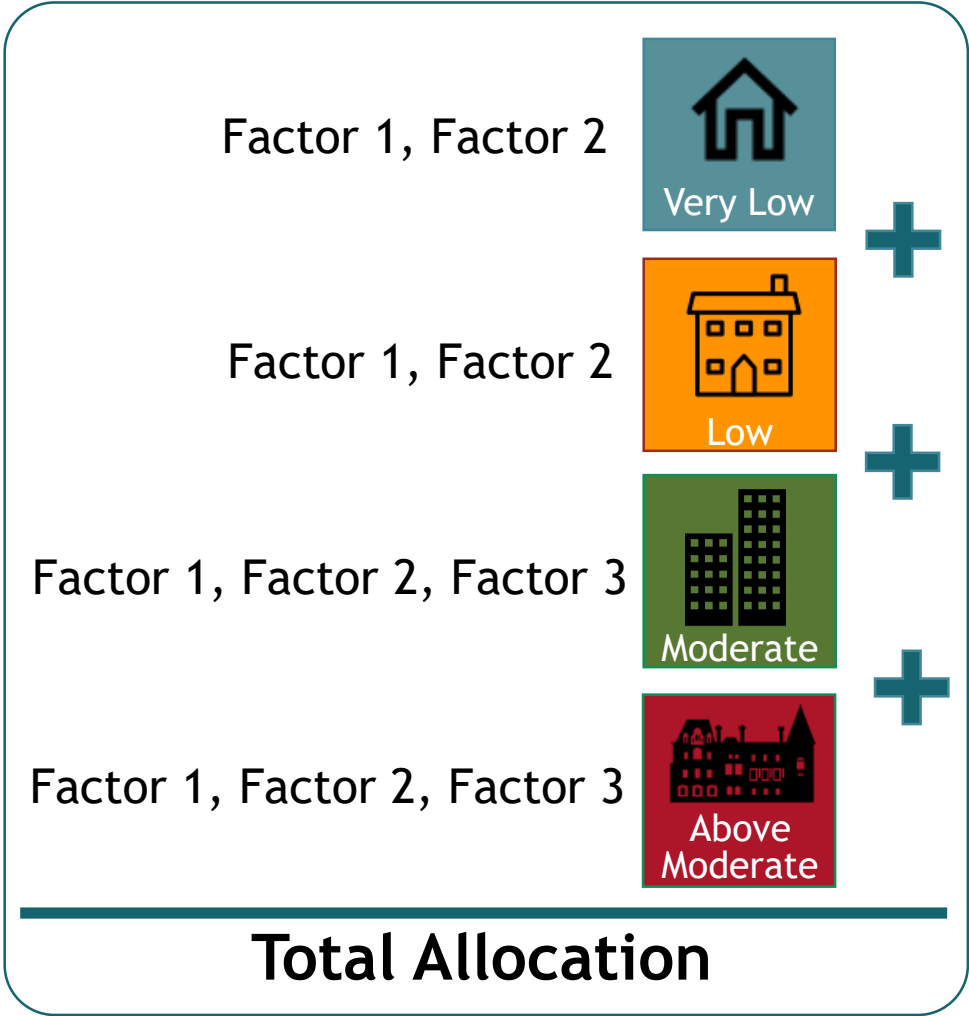 Factor 1, Factor 2
Very Low
Factor 1, Factor 2
Low
Factor 1, Factor 2, Factor 3
Moderate
Factor 1, Factor 2, Factor 3
Above
Moderate
Total Allocation